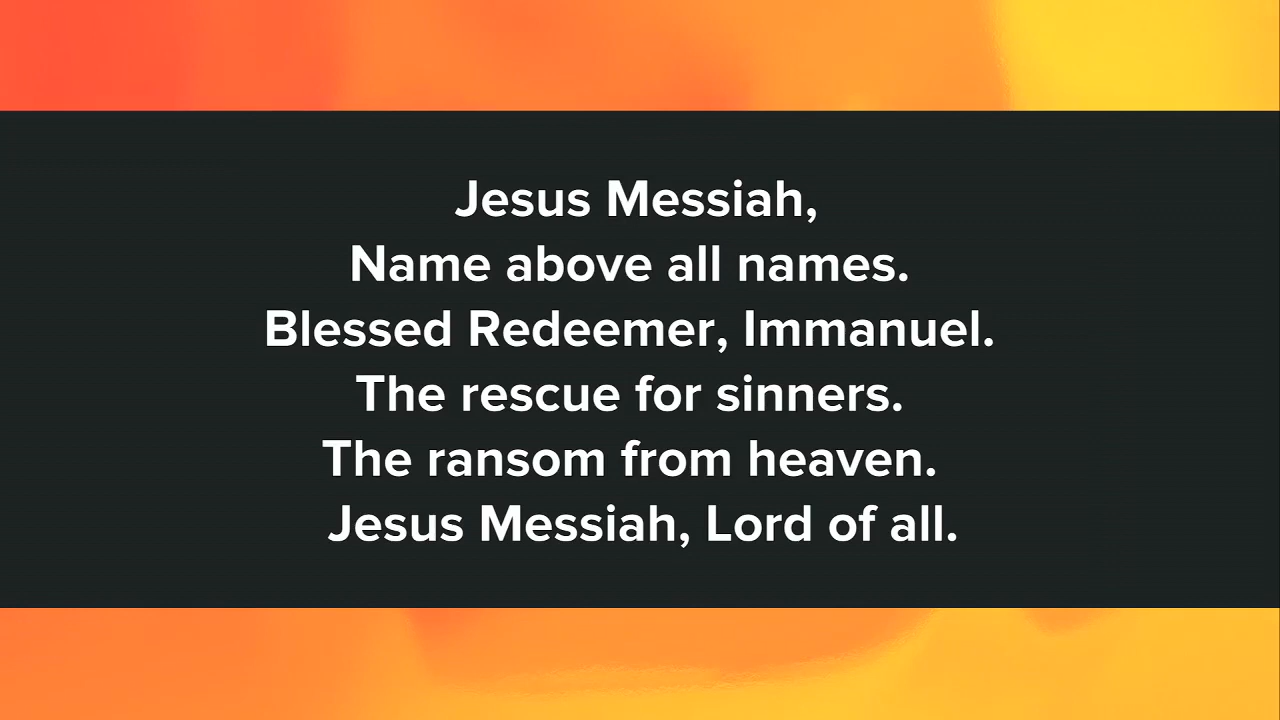 Jesus Messiah,
Name above all names.
Blessed Redeemer, Immanuel.
The rescue for sinners.
The ransom from heaven.
Jesus Messiah, Lord of all.